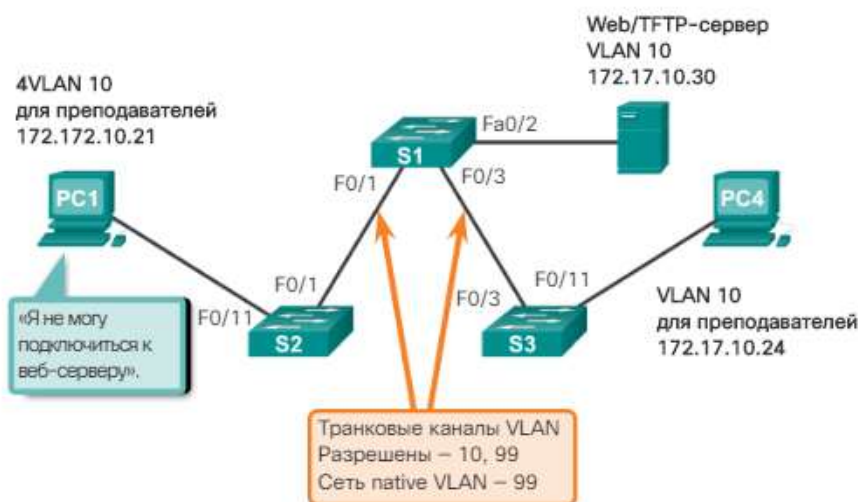 Web/TFTP-сервер
VLAN 10
172.17.10.30
4VLAN 10
для преподавателей
172.172.10.21
Fa0/2
S1
PC1
F0/1
F0/3
PC4
F0/1
F0/11
F0/3
VLAN 10
для преподавателей
172.17.10.24
«Я не могу
подключиться к
веб-серверу».
F0/11
S2
S3
Транковые каналы VLAN
Разрешены – 10, 99
Сеть native VLAN – 99